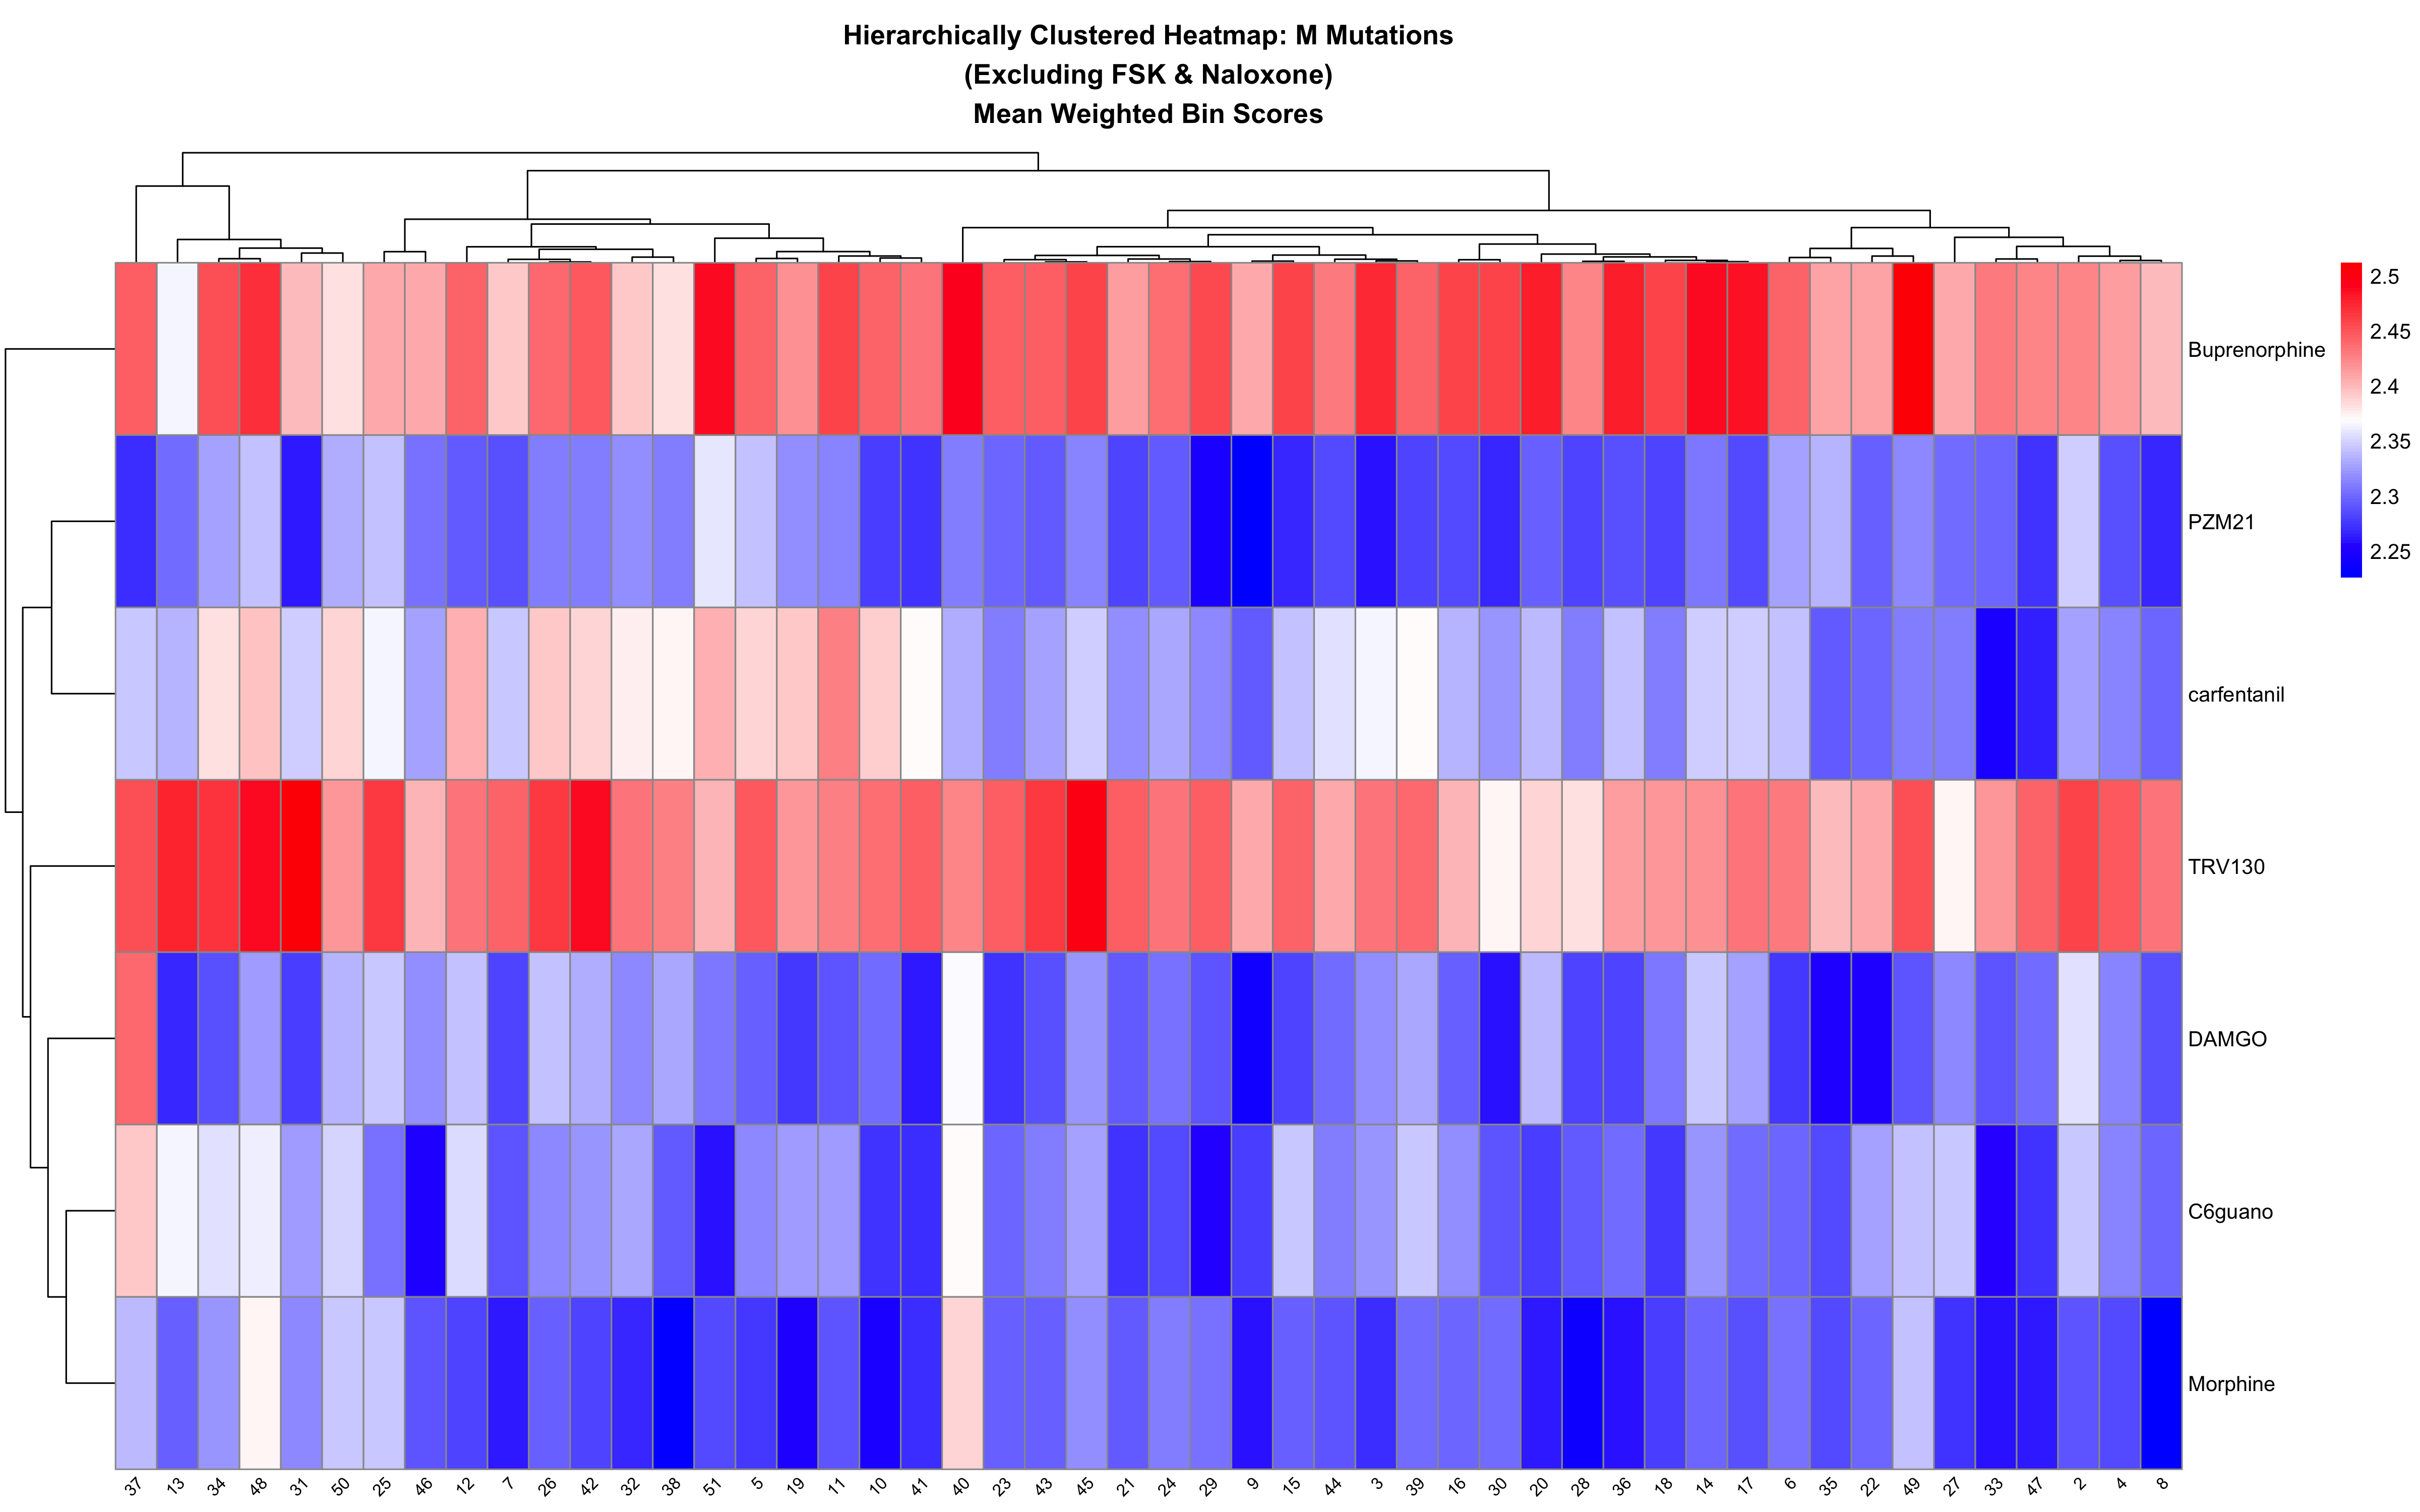 Hierarchically Clustered Heatmap: M Mutations
(Excluding FSK & Naloxone)
Mean Weighted Bin Scores
2.5
2.45
2.4
2.35
2.3
2.25
Buprenorphine
PZM21
carfentanil
TRV130
DAMGO
C6guano
Morphine
37 13 34 48 31 50 25 46 12 7 26 42 32 38 51 5 19 11 10 41 40 23 43 45 21 24 29 9 15 44 3 39 16 30 20 28 36 18 14 17 6 35 22 49 27 33 47 2 4 8